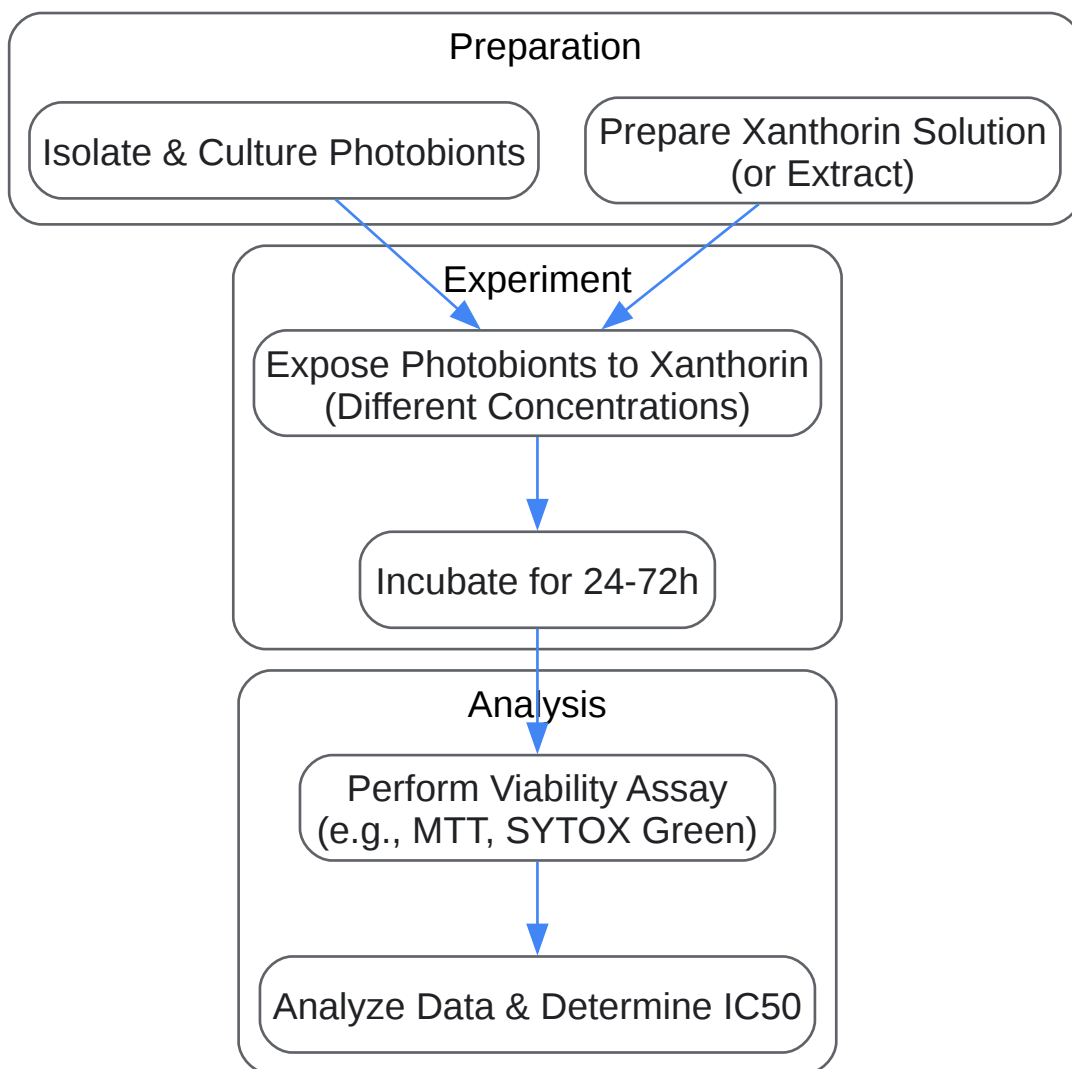 Preparation
Isolate & Culture Photobionts
Prepare Xanthorin Solution
(or Extract)
Experiment
Expose Photobionts to Xanthorin
(Different Concentrations)
Incubate for 24-72h
Analysis
Perform Viability Assay
(e.g., MTT, SYTOX Green)
Analyze Data & Determine IC50